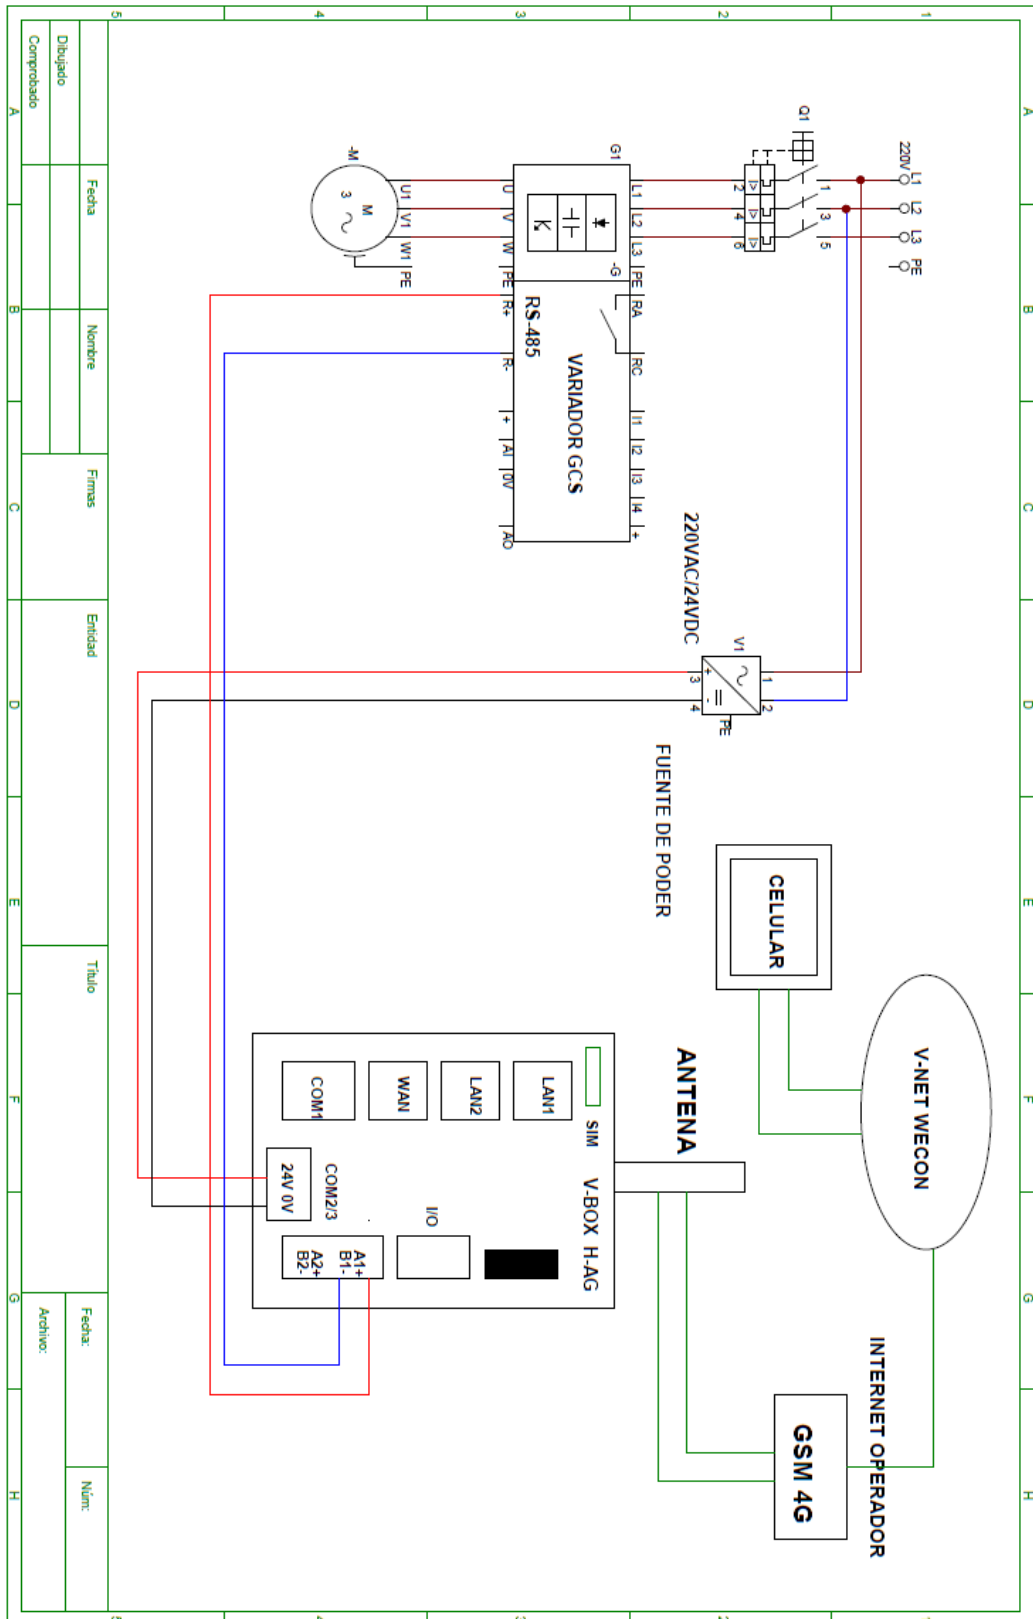 1
2
3
4
5
A
B
C
D
E
F
G
H
A
B
C
D
E
F
G
H
220V
L1
L2
L3
PE
Q1
1
3
5
I>
I>
I>
2
4
6
G1
L1
L2
L3
PE
RA
RC
I1
I2
I3
I4
+
-G
K
VARIADOR GCS
RS-485
U
V
W
PE
R+
R-
+
AI
0V
AO
-M
U1
V1
W1
PE
M
3
220VAC/24VDC
V1
1
2
+
-
3
4
PE
FUENTE DE PODER
CELULAR
V-NET WECON
ANTENA
INTERNET OPERADOR
GSM 4G
SIM
V-BOX H-AG
LAN1
LAN2
WAN
COM1
I/O
COM2/3
24V 0V
A1+
B1-
A2+
B2-
Fecha
Nombre
Firmas
Entidad
Título
Fecha:
Núm:
Dibujado
Comprobado
Archivo: